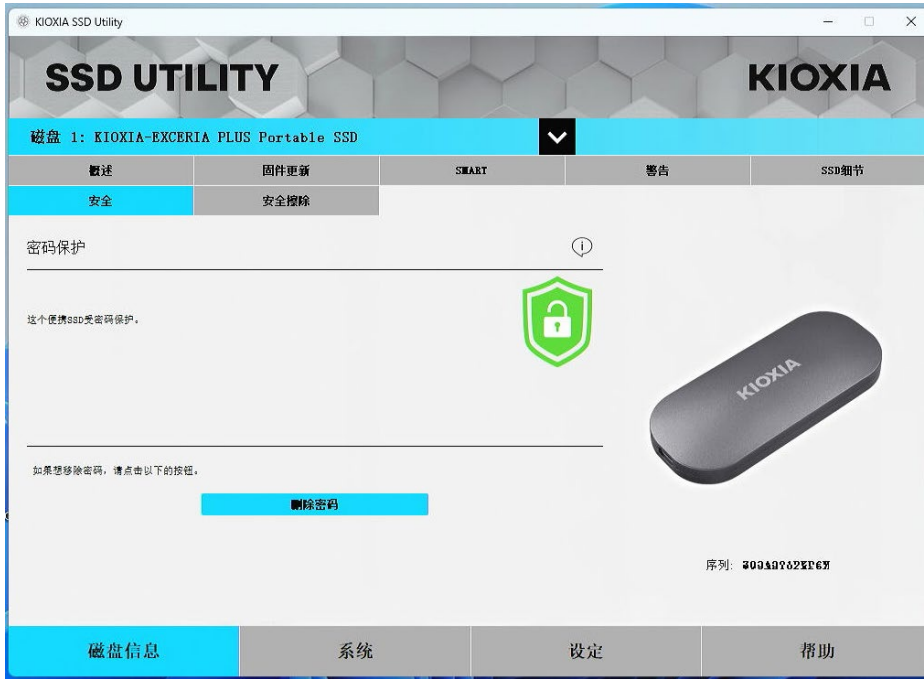 KIOXIA SSD Utility
SSD UTILITY
KIOXIA
磁盘 1: KIOXIA-EXCERIA PLUS Portable SSD
概述
固件更新
SMART
警告
SSD细节
安全
安全擦除
密码保护
这个便携SSD受密码保护。
KIOXIA
如果想移除密码，请点击以下的按钮。
删除密码
序列:
磁盘信息
系统
设定
帮助